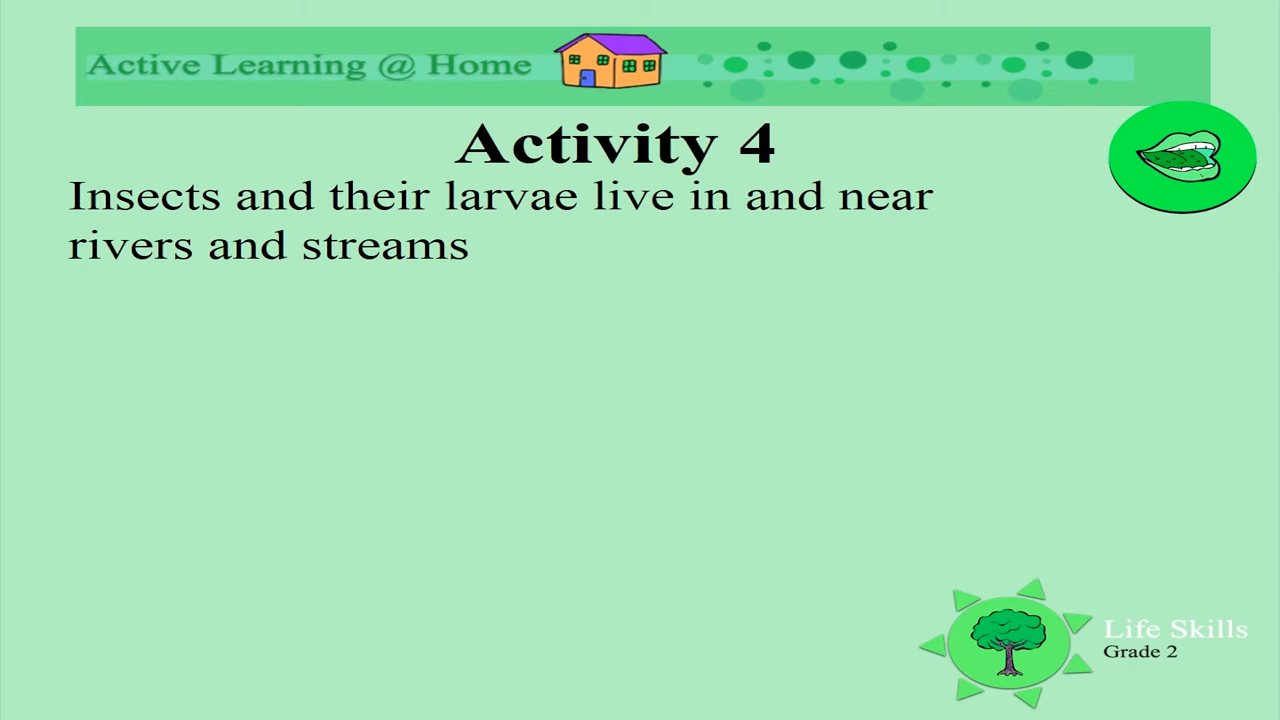 Active Learning @ Home
Activity 4
Insects and their larvae live in and near
rivers and streams
Life Skills
Grade 2